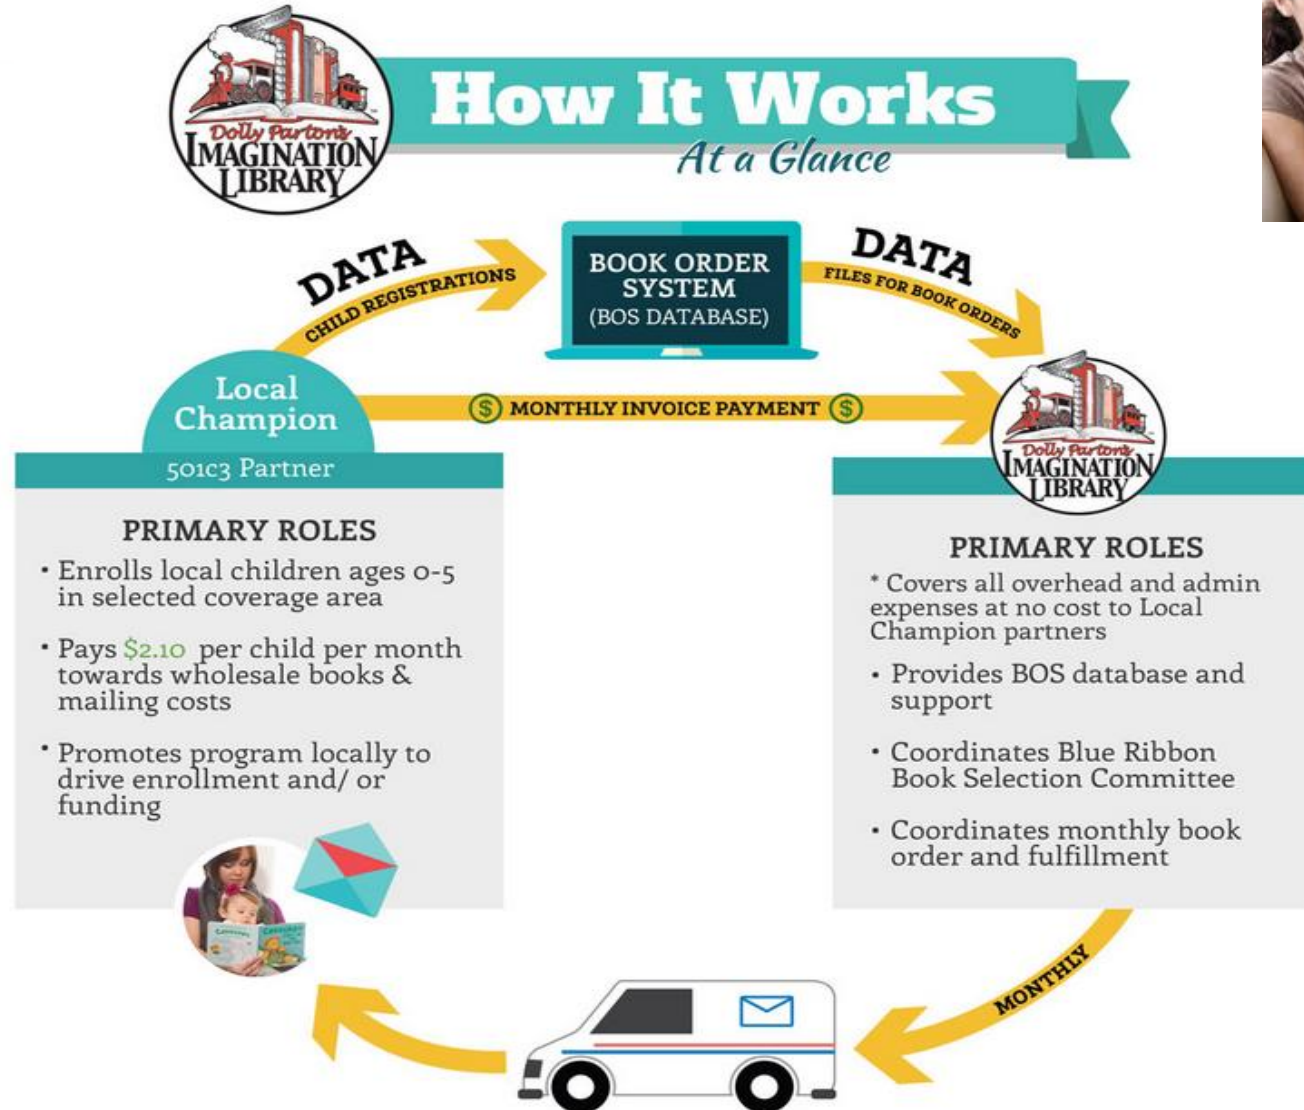 Dolly Parton's
IMAGINATION
LIBRARY
How It Works
At a Glance
DATA
CHILD REGISTRATIONS
BOOK ORDER
SYSTEM
(BOS DATABASE)
DATA
FILES FOR BOOK ORDERS
Local
Champion
$ MONTHLY INVOICE PAYMENT $
Dolly Parton's
IMAGINATION
LIBRARY
501c3 Partner
PRIMARY ROLES
• Enrolls local children ages 0-5
in selected coverage area
• Pays $2.10 per child per month
towards wholesale books &
mailing costs
• Promotes program locally to
drive enrollment and/ or
funding
PRIMARY ROLES
* Covers all overhead and admin
expenses at no cost to Local
Champion partners
• Provides BOS database and
support
• Coordinates Blue Ribbon
Book Selection Committee
• Coordinates monthly book
order and fulfillment
MONTHLY